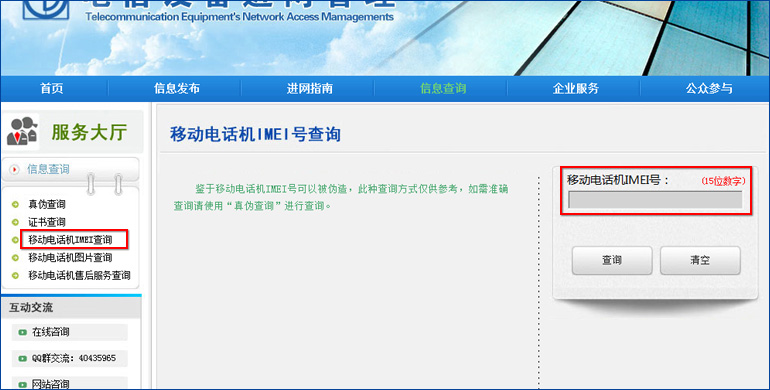 电信设备进网管理
Telecommunication Equipment's Network Access Managements
首页 信息发布 进网指南 信息查询 企业服务 公众参与
服务大厅
信息查询
真伪查询
证书查询
移动电话机IMEI查询
移动电话机图片查询
移动电话机售后服务查询
互动交流
在线咨询
QQ群交流：40435965
网站咨询
移动电话机IMEI号查询
鉴于移动电话机IMEI号可以被伪造，此种查询方式仅供参考，如需准确
查询请使用“真伪查询”进行查询。
移动电话机IMEI号： (15位数字)
查询 清空